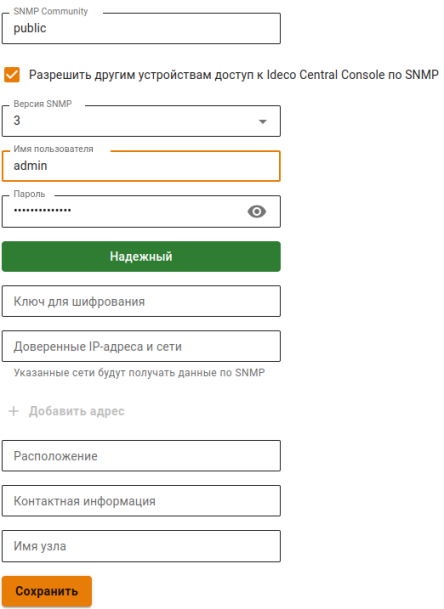 SNMP Community
public
Разрешить другим устройствам доступ к Ideco Central Console по SNMP
Версия SNMP
3
Имя пользователя
admin
Пароль
••••••••••••••
Надежный
Ключ для шифрования
Доверенные IP-адреса и сети
Указанные сети будут получать данные по SNMP
+ Добавить адрес
Расположение
Контактная информация
Имя узла
Сохранить